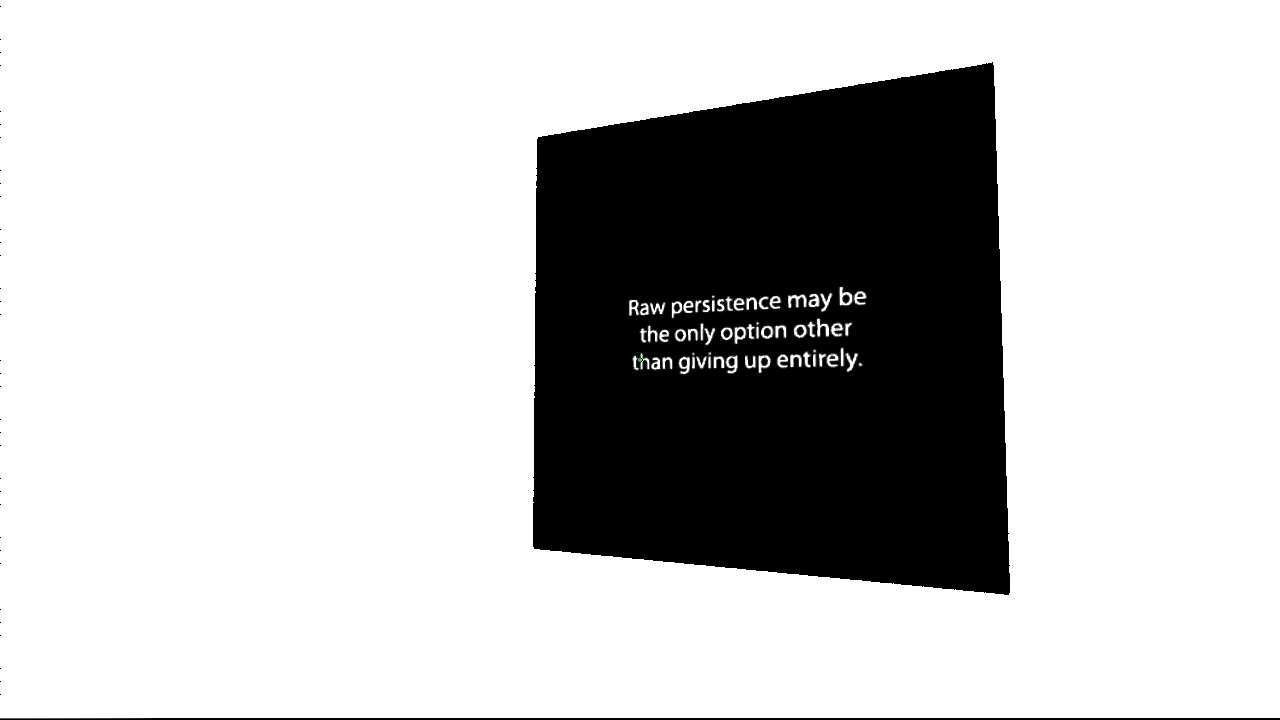 Raw persistence may be
the only option other
than giving up entirely.